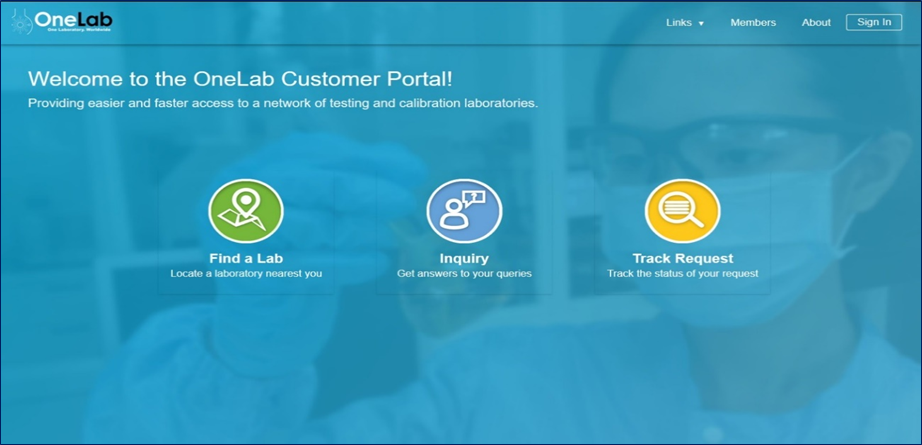 OneLab
One Laboratory. Worldwide
Links ▼ Members About Sign In
Welcome to the OneLab Customer Portal!
Providing easier and faster access to a network of testing and calibration laboratories.
Find a Lab Inquiry Track Request
Locate a laboratory nearest you Get answers to your queries Track the status of your request